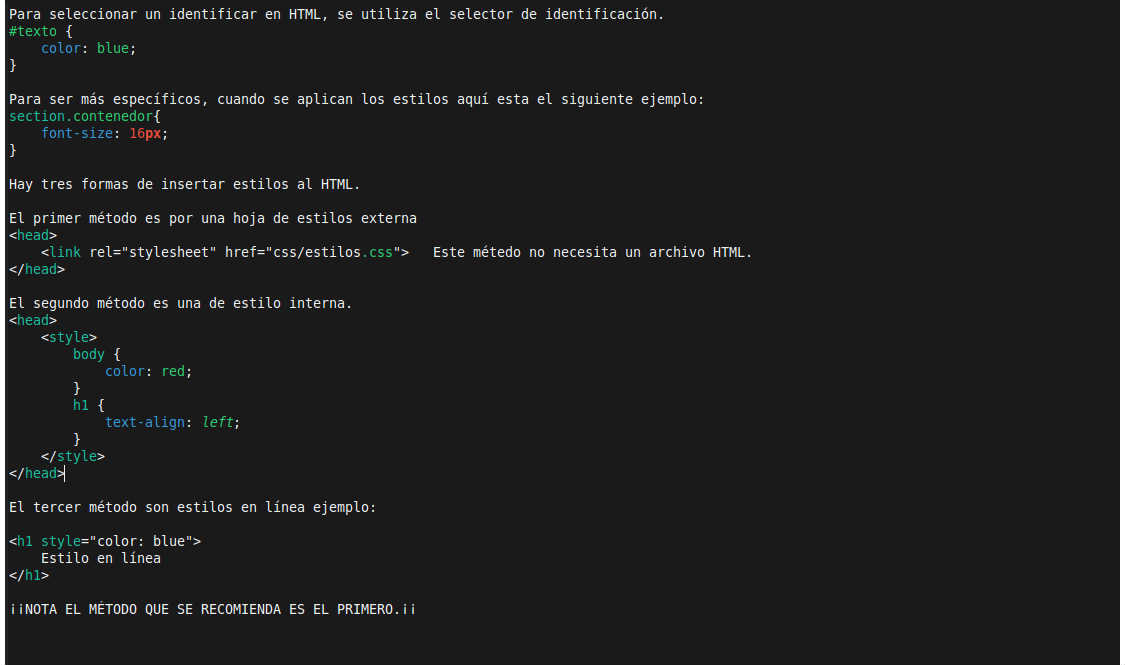 Para seleccionar un identificar en HTML, se utiliza el selector de identificación.
#texto {
    color: blue;
}
Para ser más específicos, cuando se aplican los estilos aquí esta el siguiente ejemplo:
section.contenedor{
    font-size: 16px;
}
Hay tres formas de insertar estilos al HTML.
El primer método es por una hoja de estilos externa
<head>
    <link rel="stylesheet" href="css/estilos.css">   Este métedo no necesita un archivo HTML.
</head>
El segundo método es una de estilo interna.
<head>
    <style>
        body {
            color: red;
        }
        h1 {
            text-align: left;
        }
    </style>
</head>
El tercer método son estilos en línea ejemplo:
<h1 style="color: blue">
    Estilo en línea
</h1>
¡¡NOTA EL MÉTODO QUE SE RECOMIENDA ES EL PRIMERO.¡¡